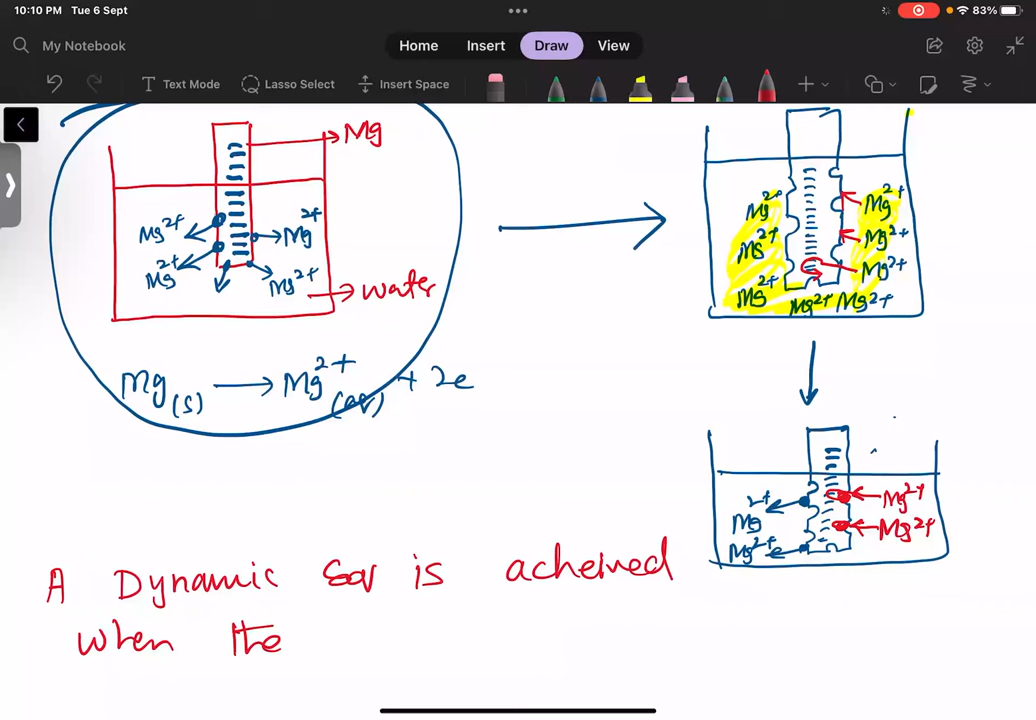 10:10 PM Tue 6 Sept
83%
My Notebook
Home Insert Draw View
Text Mode Lasso Select Insert Space
Mg
Mg2+ Mg2+
Mg2+ Mg2+
water
Mg(s) → Mg2+(aq) + 2e
Mg2+ Mg2+
Mg2+ Mg2+
Mg2+
Mg2+ Mg2+ Mg2+
Mg2+ Mg2+
Mg2+ Mg2+
A Dynamic is acheived
when the